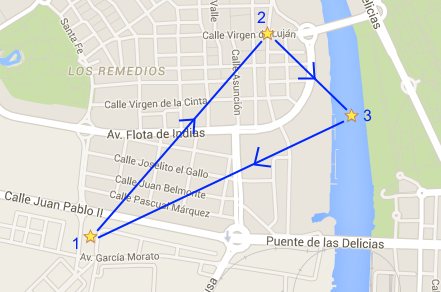 Delicias
Santa Fe
Valle
2
Calle Virgen de Luján
LOS REMEDIOS
Calle Asunción
Calle Virgen de la Cinta
3
Av. Flota de Indias
Calle Joselito el Gallo
Calle Juan Belmonte
Calle Pascual Márquez
Calle Juan Pablo II
1
Puente de las Delicias
Av. García Morato
usa